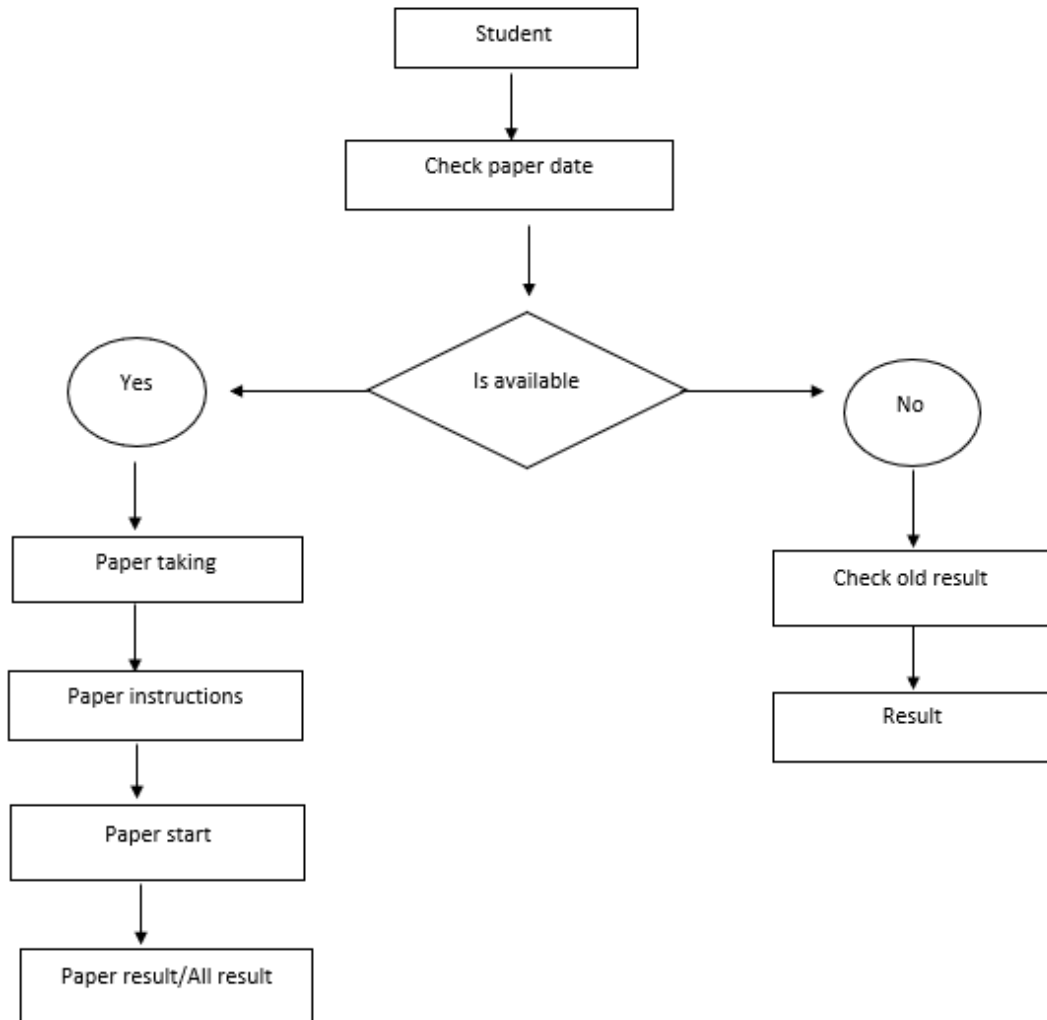 Student
Check paper date
Is available
Yes
No
Paper taking
Check old result
Paper instructions
Result
Paper start
Paper result/All result